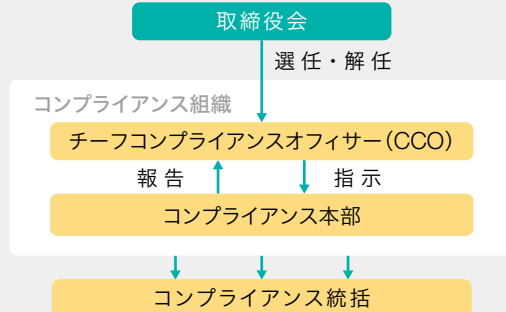 取締役会
選任・解任
コンプライアンス組織
チーフコンプライアンスオフィサー(CCO)
報告
指示
コンプライアンス本部
コンプライアンス統括